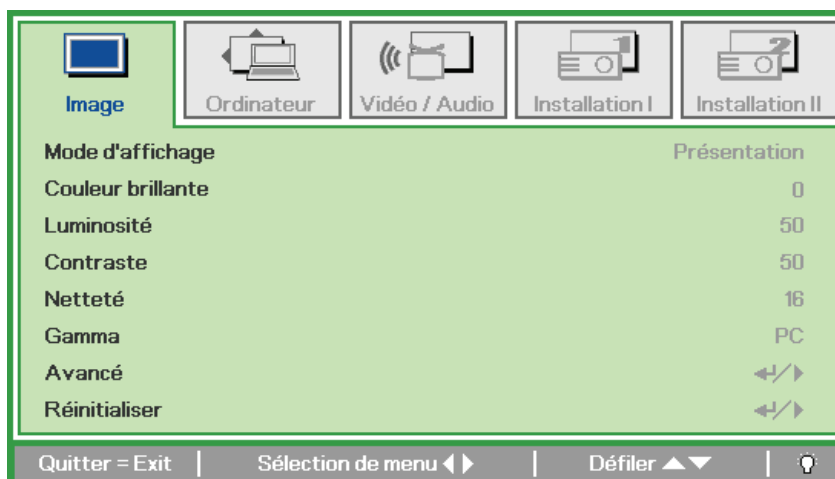 Image Ordinateur Vidéo / Audio Installation I Installation II
Mode d'affichage Présentation
Couleur brillante 0
Luminosité 50
Contraste 50
Netteté 16
Gamma PC
Avancé
Réinitialiser
Quitter = Exit Sélection de menu Défiler